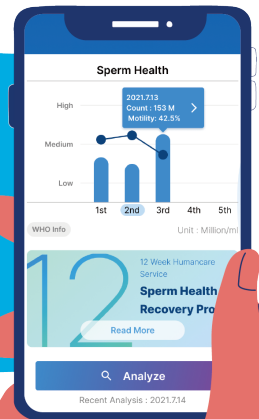 Sperm Health
2021.7.13
Count : 153 M
Motility: 42.5%
High
Medium
Low
1st 2nd 3rd 4th 5th
WHO Info
Unit : Million/ml
12
12 Week Humancare
Service
Sperm Health
Recovery Pro
Read More
Analyze
Recent Analysis : 2021.7.14